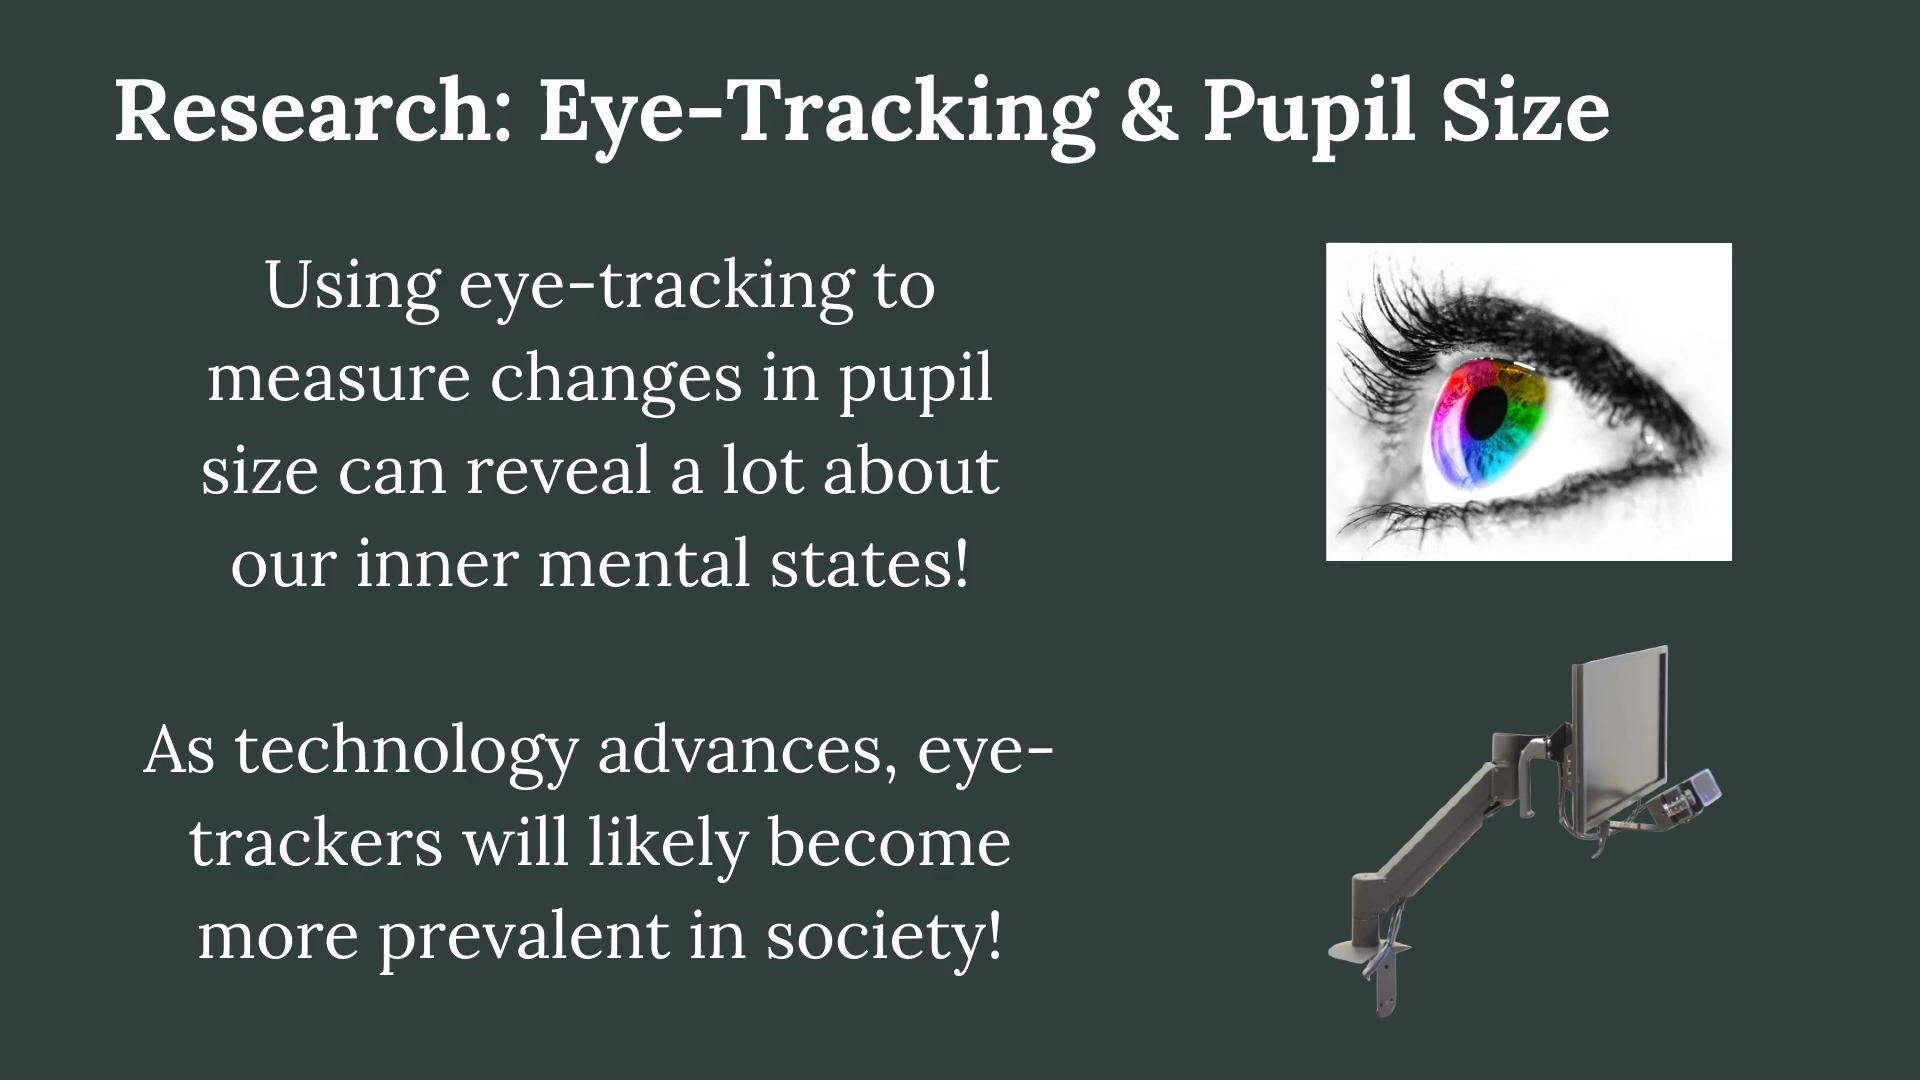 Research: Eye-Tracking & Pupil Size
Using eye-tracking to
measure changes in pupil
size can reveal a lot about
our inner mental states!
As technology advances, eye-
trackers will likely become
more prevalent in society!